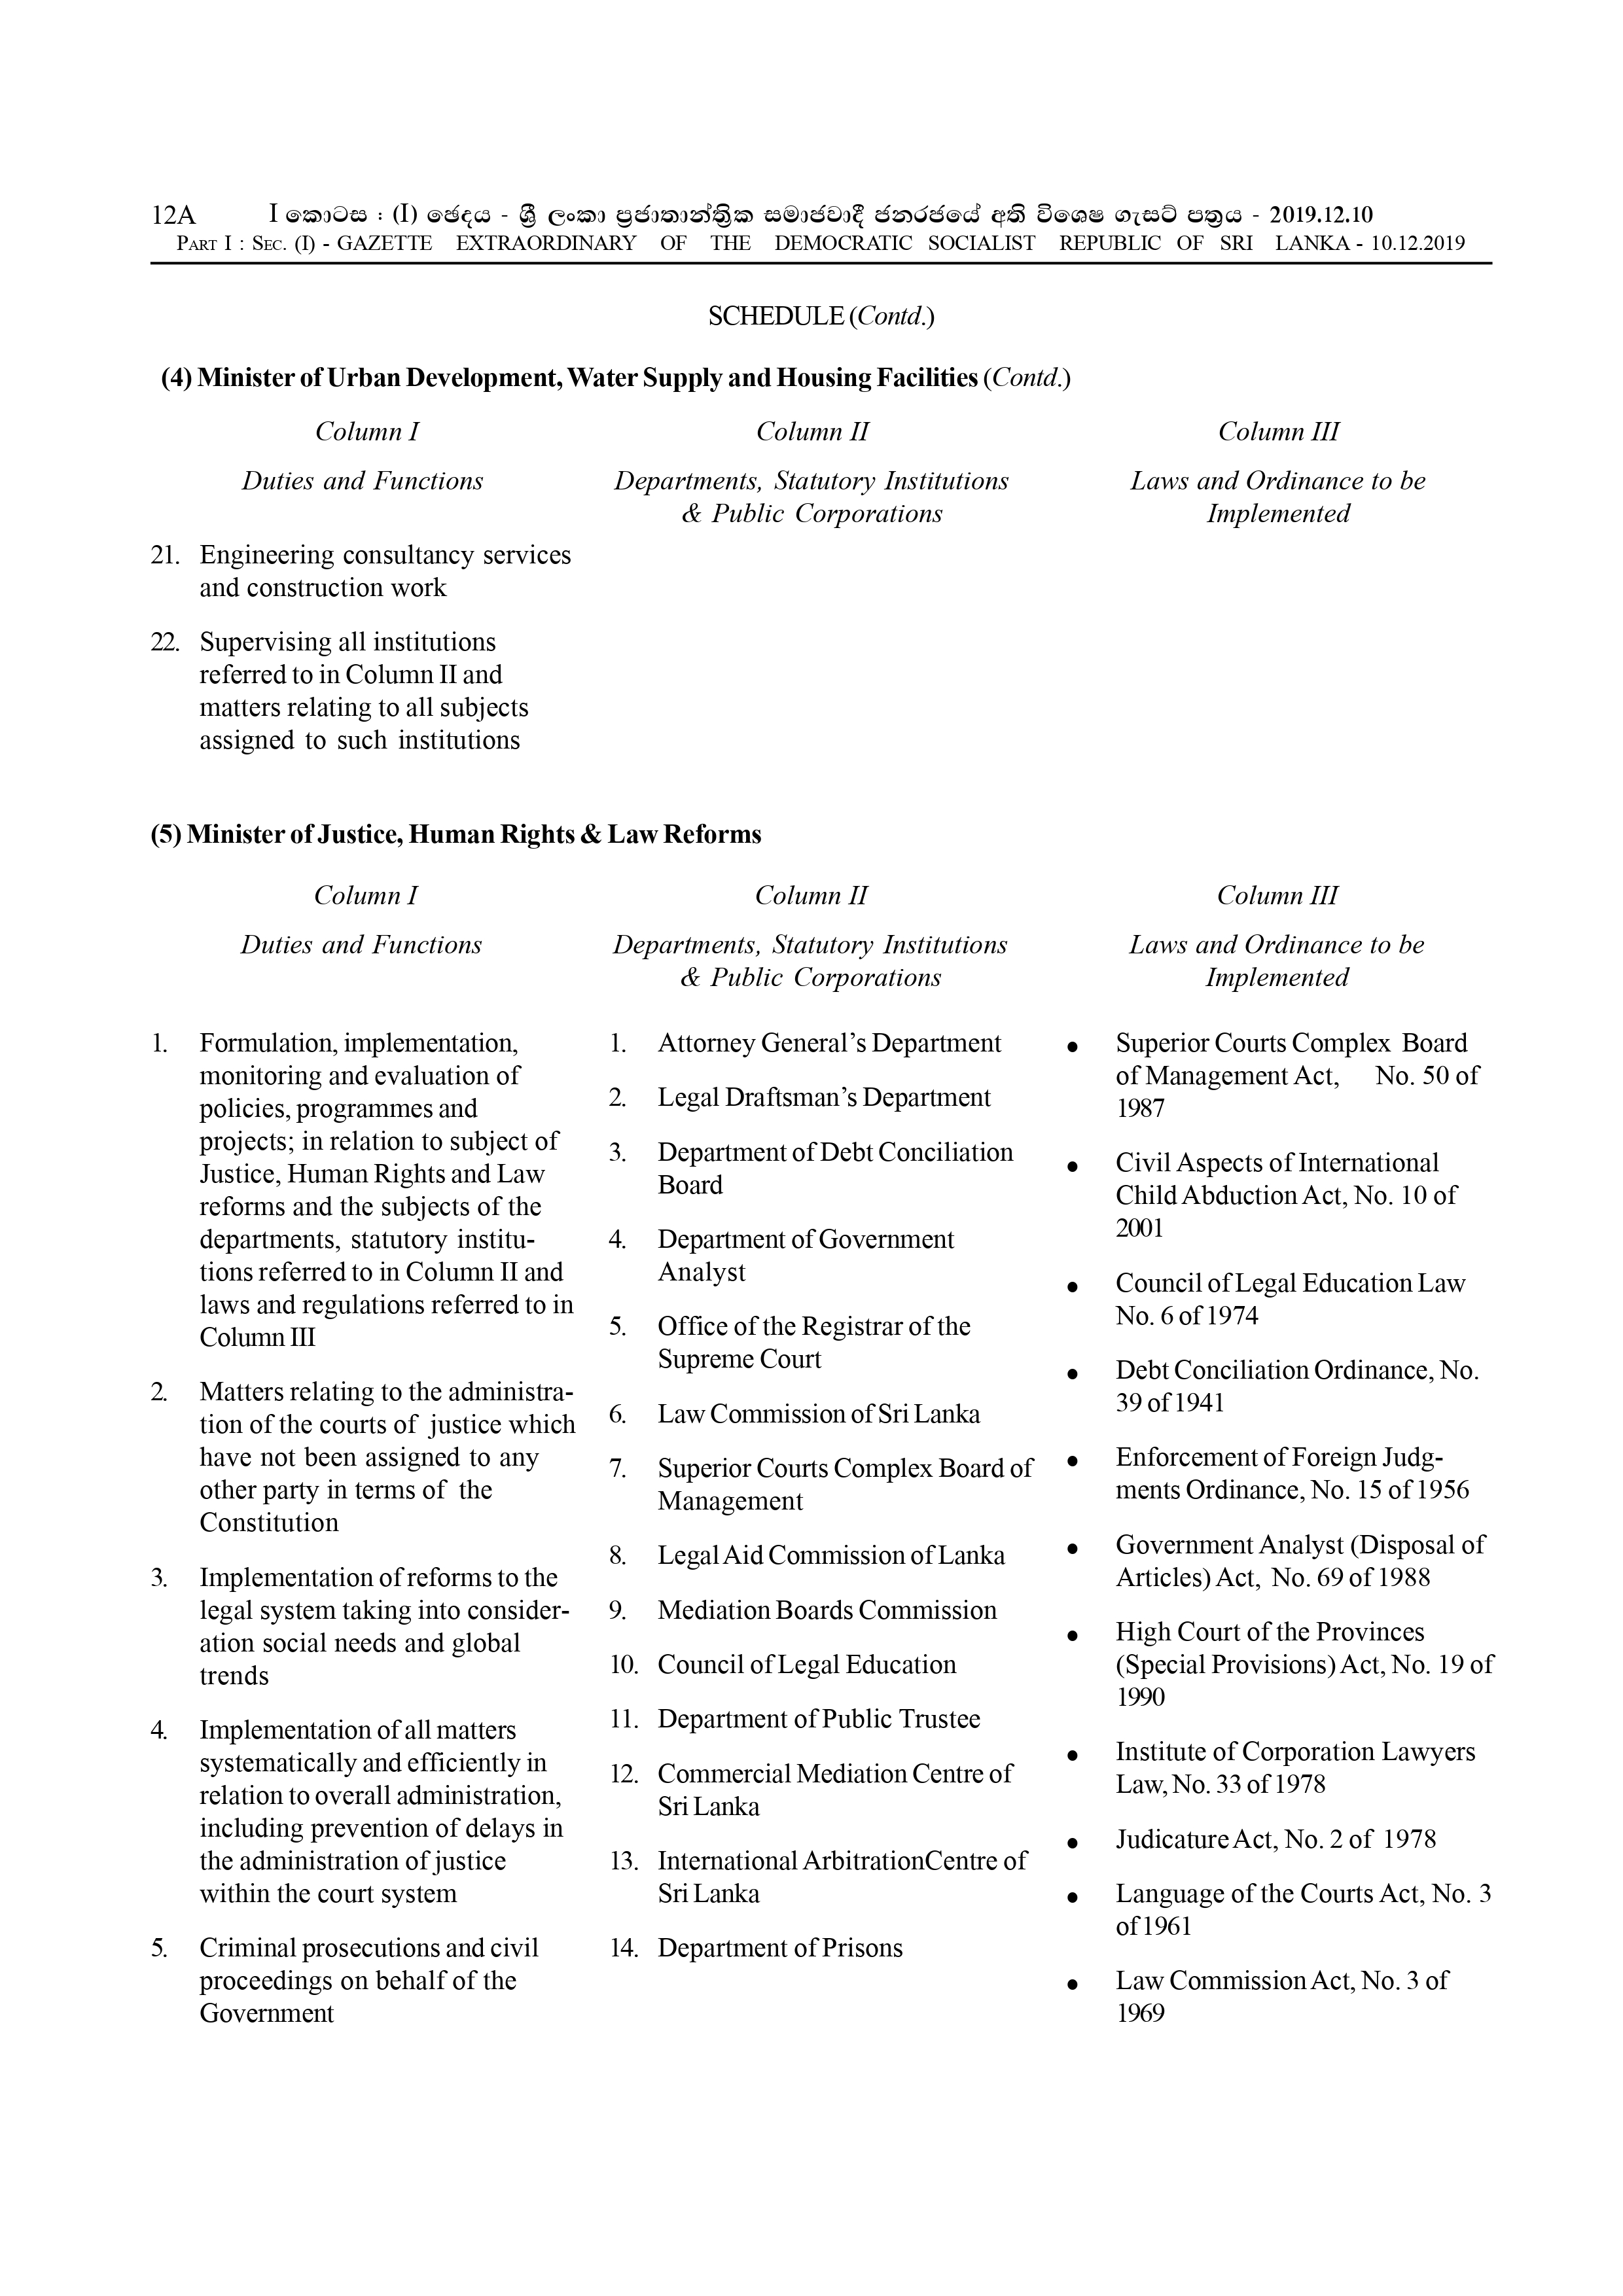 12A I කොටස : (I) ඡෙදය - ශ්‍රී ලංකා ප්‍රජාතාන්ත්‍රික සමාජවාදී ජනරජයේ අති විශෙෂ ගැසට් පත්‍රය - 2019.12.10
PART I : SEC. (I) - GAZETTE EXTRAORDINARY OF THE DEMOCRATIC SOCIALIST REPUBLIC OF SRI LANKA - 10.12.2019
SCHEDULE (Contd.)
(4) Minister of Urban Development, Water Supply and Housing Facilities (Contd.)
Column I
Duties and Functions
21. Engineering consultancy services
and construction work
22. Supervising all institutions
referred to in Column II and
matters relating to all subjects
assigned to such institutions
Column II
Departments, Statutory Institutions
& Public Corporations
Column III
Laws and Ordinance to be
Implemented
(5) Minister of Justice, Human Rights & Law Reforms
Column I
Duties and Functions
1. Formulation, implementation,
monitoring and evaluation of
policies, programmes and
projects; in relation to subject of
Justice, Human Rights and Law
reforms and the subjects of the
departments, statutory institu-
tions referred to in Column II and
laws and regulations referred to in
Column III
2. Matters relating to the administra-
tion of the courts of justice which
have not been assigned to any
other party in terms of the
Constitution
3. Implementation of reforms to the
legal system taking into consider-
ation social needs and global
trends
4. Implementation of all matters
systematically and efficiently in
relation to overall administration,
including prevention of delays in
the administration of justice
within the court system
5. Criminal prosecutions and civil
proceedings on behalf of the
Government
Column II
Departments, Statutory Institutions
& Public Corporations
1. Attorney General’s Department
2. Legal Draftsman’s Department
3. Department of Debt Conciliation
Board
4. Department of Government
Analyst
5. Office of the Registrar of the
Supreme Court
6. Law Commission of Sri Lanka
7. Superior Courts Complex Board of
Management
8. Legal Aid Commission of Lanka
9. Mediation Boards Commission
10. Council of Legal Education
11. Department of Public Trustee
12. Commercial Mediation Centre of
Sri Lanka
13. International ArbitrationCentre of
Sri Lanka
14. Department of Prisons
Column III
Laws and Ordinance to be
Implemented
● Superior Courts Complex Board
of Management Act, No. 50 of
1987
● Civil Aspects of International
Child Abduction Act, No. 10 of
2001
● Council of Legal Education Law
No. 6 of 1974
● Debt Conciliation Ordinance, No.
39 of 1941
● Enforcement of Foreign Judg-
ments Ordinance, No. 15 of 1956
● Government Analyst (Disposal of
Articles) Act, No. 69 of 1988
● High Court of the Provinces
(Special Provisions) Act, No. 19 of
1990
● Institute of Corporation Lawyers
Law, No. 33 of 1978
● Judicature Act, No. 2 of 1978
● Language of the Courts Act, No. 3
of 1961
● Law Commission Act, No. 3 of
1969